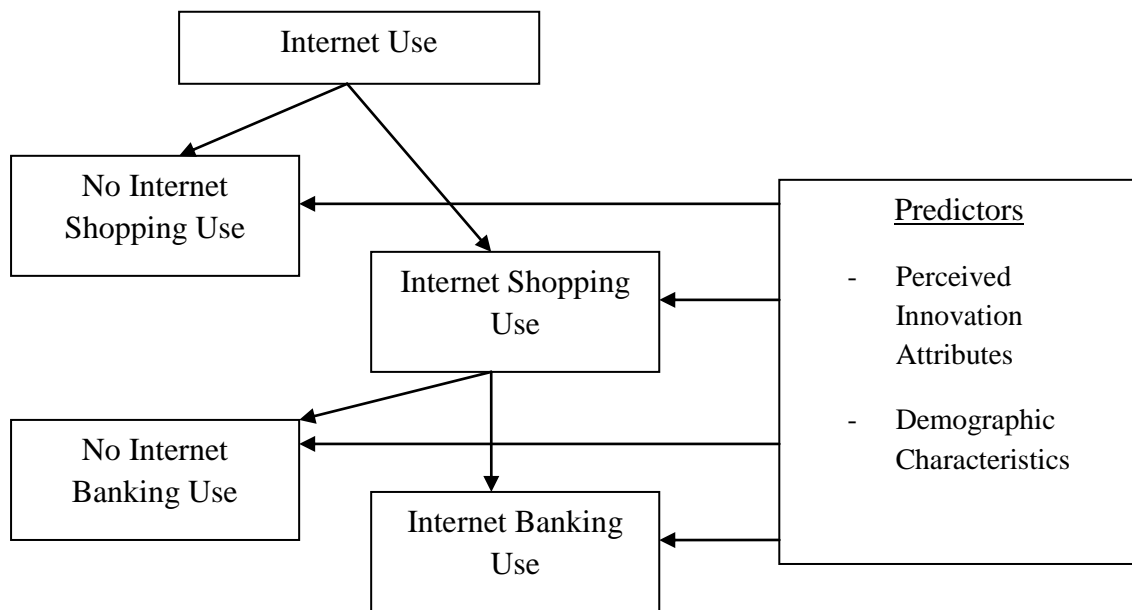 Internet Use
No Internet
Shopping Use
Internet Shopping
Use
No Internet
Banking Use
Internet Banking
Use
Predictors
- Perceived
Innovation
Attributes
- Demographic
Characteristics